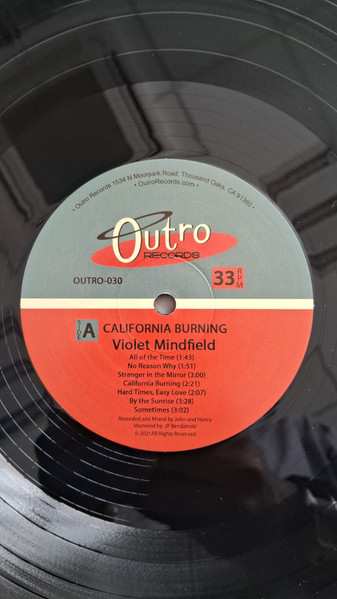 • Outro Records 1534 N Moorpark Road, Thousand Oaks, CA 91360 •
• OutroRecords.com •
Outro
RECORDS
OUTRO-030
33 RPM
SIDE A
CALIFORNIA BURNING
Violet Mindfield
All of the Time (1:43)
No Reason Why (1:51)
Stranger in the Mirror (3:00)
California Burning (2:21)
Hard Times, Easy Love (2:07)
By the Sunrise (3:28)
Sometimes (3:02)
Recorded and Mixed by John and Henry
Mastered by JP Bendzinski
© 2021 All Rights Reserved